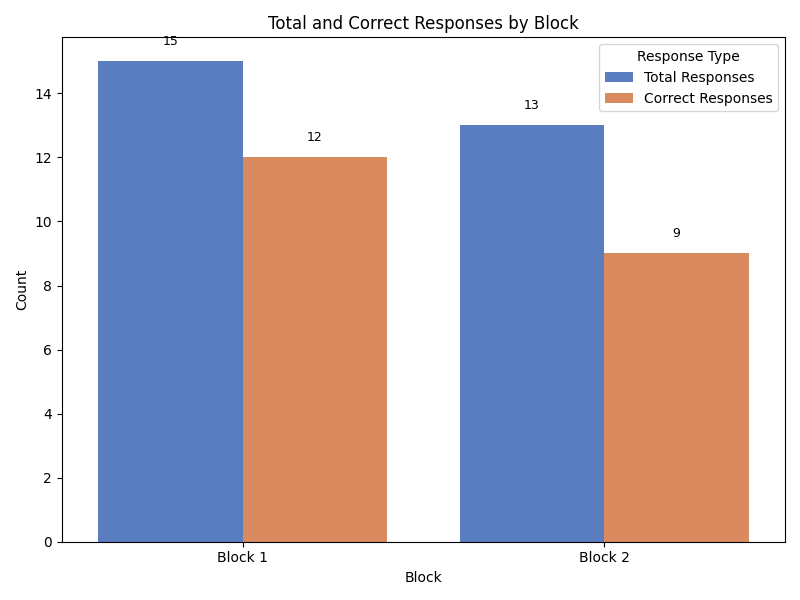 Total and Correct Responses by Block
15
Response Type
Total Responses
Correct Responses
14
13
12
12
10
9
8
6
4
2
0
Count
Block 1
Block 2
Block